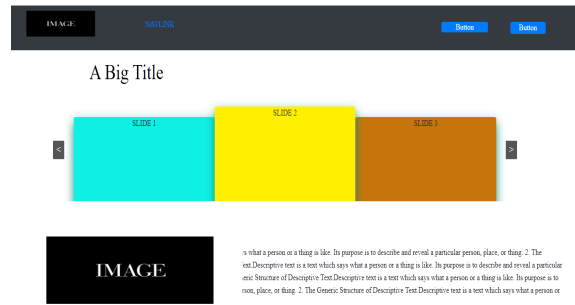 IMAGE NAVLINK Button Button
A Big Title
SLIDE 1 SLIDE 2 SLIDE 3
< >
IMAGE
's what a person or a thing is like. Its purpose is to describe and reveal a particular person, place, or thing. 2. The
Text.Descriptive text is a text which says what a person or a thing is like. Its purpose is to describe and reveal a particular
neric Structure of Descriptive Text.Descriptive text is a text which says what a person or a thing is like. Its purpose is to
rson, place, or thing. 2. The Generic Structure of Descriptive Text.Descriptive text is a text which says what a person or